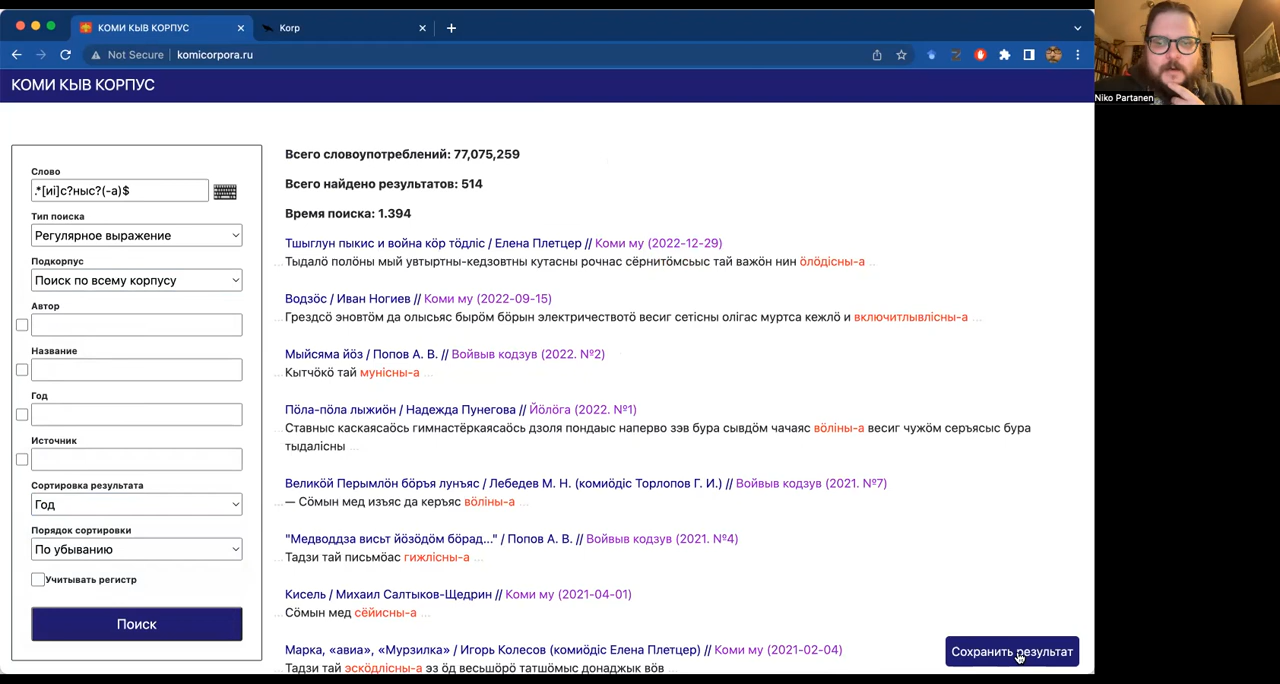 КОМИ КЫВ КОРПУС
Korp
Not Secure komicorpora.ru
Niko Partanen
КОМИ КЫВ КОРПУС
Слово
.*[иі]с?ныс?(-а)$
Тип поиска
Регулярное выражение
Подкорпус
Поиск по всему корпусу
Автор
Название
Год
Источник
Сортировка результата
Год
Порядок сортировки
По убыванию
Учитывать регистр
Поиск
Всего словоупотреблений: 77,075,259
Всего найдено результатов: 514
Время поиска: 1.394
Тшыглун пыкис и война кӧр тӧдліс / Елена Плетцер // Коми му (2022-12-29)
... Тыдалӧ полӧны мый увтыртны-кедзовтны кутасны рочнас сёрнитӧмсьыс тай важӧн нин ӧлӧдісны-а ...
Водзӧс / Иван Ногиев // Коми му (2022-09-15)
... Грездсӧ эновтӧм да олысьяс бырӧм бӧрын электричествотӧ весиг сетісны олігас муртса кежлӧ и включитлывлісны-а ...
Мыйсяма йӧз / Попов А. В. // Войвыв кодзув (2022. №2)
... Кытчӧкӧ тай мунісны-а ...
Пӧла-пӧла лыжиӧн / Надежда Пунегова // Йӧлӧга (2022. №1)
... Ставныс каскаясаӧсь гимнастёркаясаӧсь дзоля пондаыс наперво зэв бура сывдӧм чачаяс вӧліны-а весиг чужӧм серъясыс бура
тыдалісны ...
Великӧй Перымлӧн бӧръя лунъяс / Лебедев М. Н. (комиӧдіс Торлопов Г. И.) // Войвыв кодзув (2021. №7)
... — Сӧмын мед изъяс да керъяс вӧліны-а ...
"Медводдза висьт йӧзӧдӧм бӧрад..." / Попов А. В. // Войвыв кодзув (2021. №4)
... Тадзи тай письмӧас гижлісны-а ...
Кисель / Михаил Салтыков-Щедрин // Коми му (2021-04-01)
... Сӧмын мед сёйисны-а ...
Марка, «авиа», «Мурзилка» / Игорь Колесов (комиӧдіс Елена Плетцер) // Коми му (2021-02-04)
... Тадзи тай эскӧдлісны-а эз ӧд весьшӧрӧ татшӧмыс донаджык вӧв ...
Сохранить результат